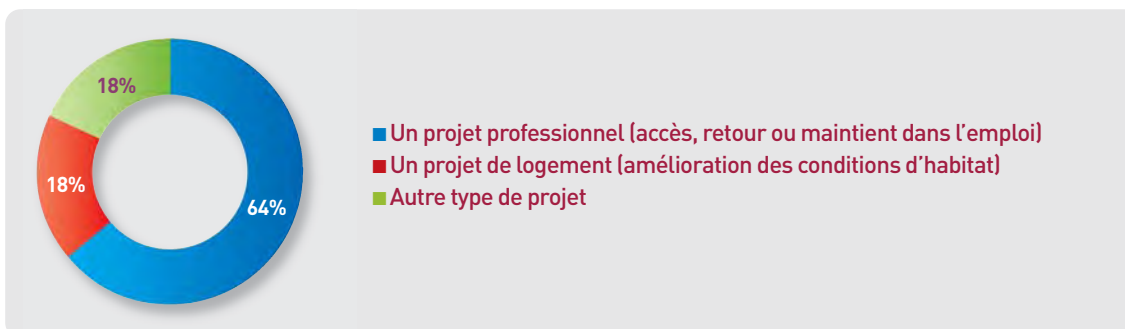 18%
18%
64%
Un projet professionnel (accès, retour ou maintient dans l’emploi)
Un projet de logement (amélioration des conditions d’habitat)
Autre type de projet